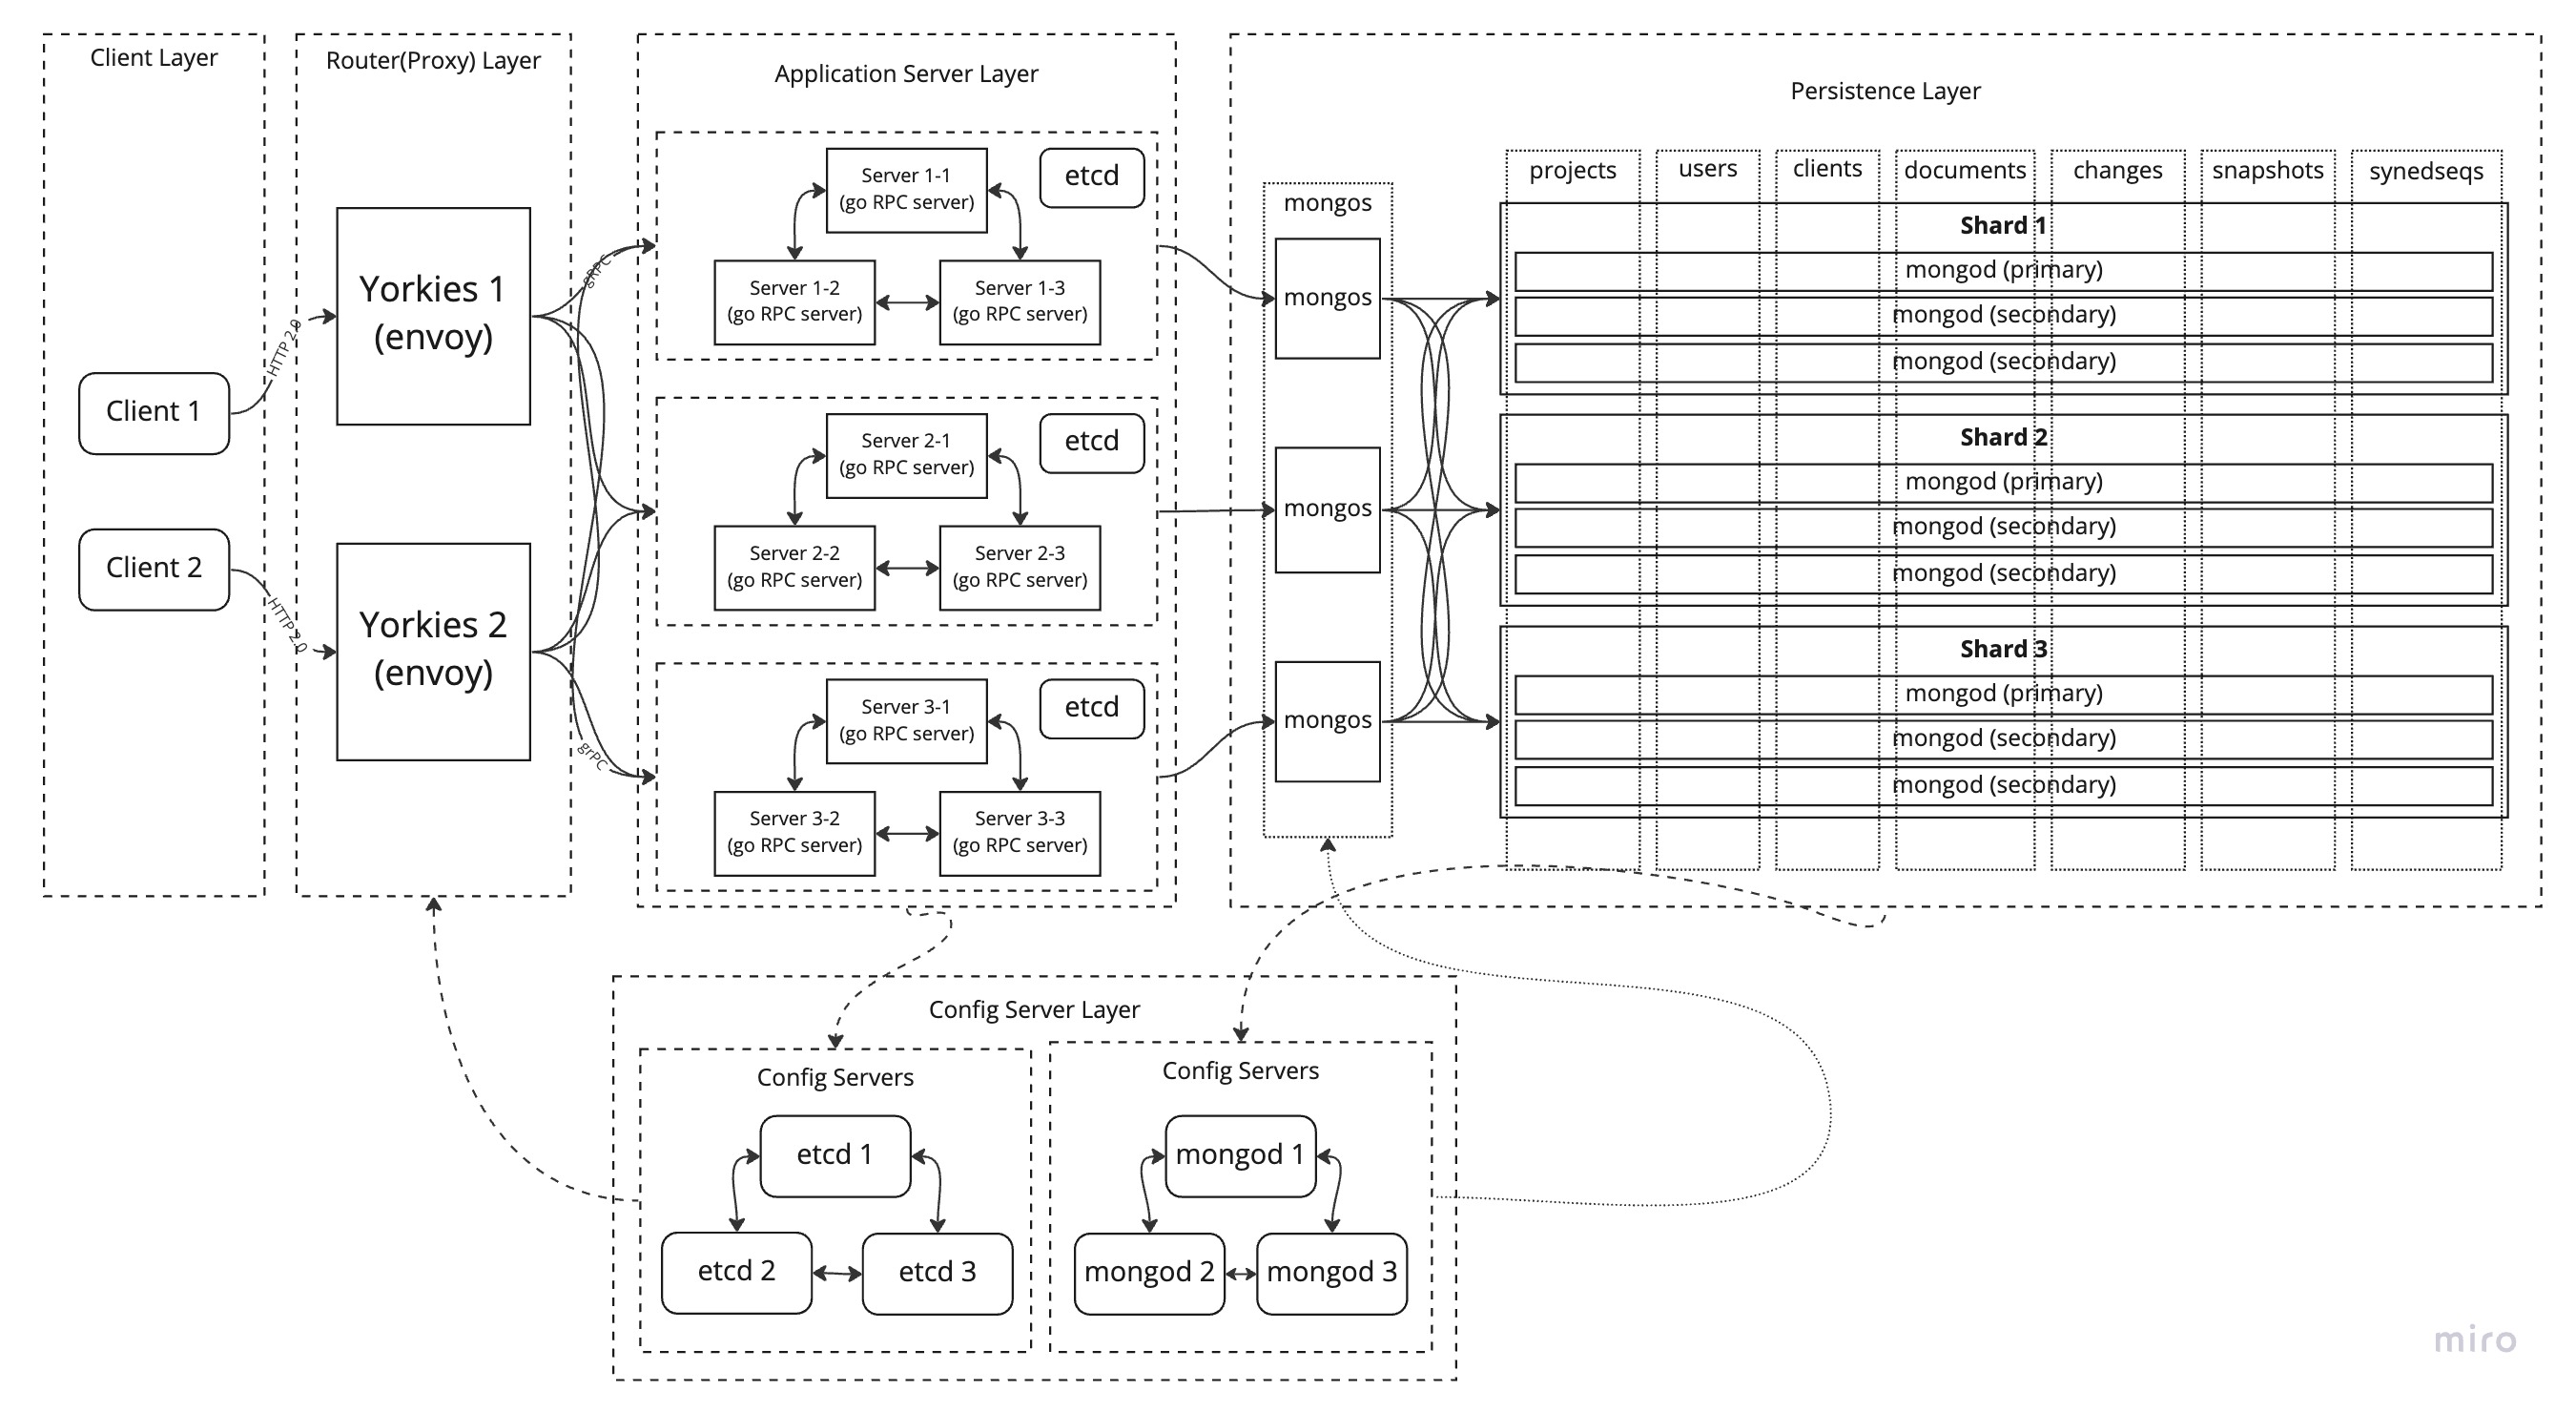 Client Layer
Client 1
Client 2
HTTP 2.0
HTTP 2.0
Router(Proxy) Layer
Yorkies 1
(envoy)
Yorkies 2
(envoy)
gRPC
grPC
Application Server Layer
Server 1-1
(go RPC server)
etcd
Server 1-2
(go RPC server)
Server 1-3
(go RPC server)
Server 2-1
(go RPC server)
etcd
Server 2-2
(go RPC server)
Server 2-3
(go RPC server)
Server 3-1
(go RPC server)
etcd
Server 3-2
(go RPC server)
Server 3-3
(go RPC server)
Persistence Layer
mongos
mongos
mongos
mongos
projects
users
clients
documents
changes
snapshots
synedseqs
Shard 1
mongod (primary)
mongod (secondary)
mongod (secondary)
Shard 2
mongod (primary)
mongod (secondary)
mongod (secondary)
Shard 3
mongod (primary)
mongod (secondary)
mongod (secondary)
Config Server Layer
Config Servers
etcd 1
etcd 2
etcd 3
Config Servers
mongod 1
mongod 2
mongod 3
miro